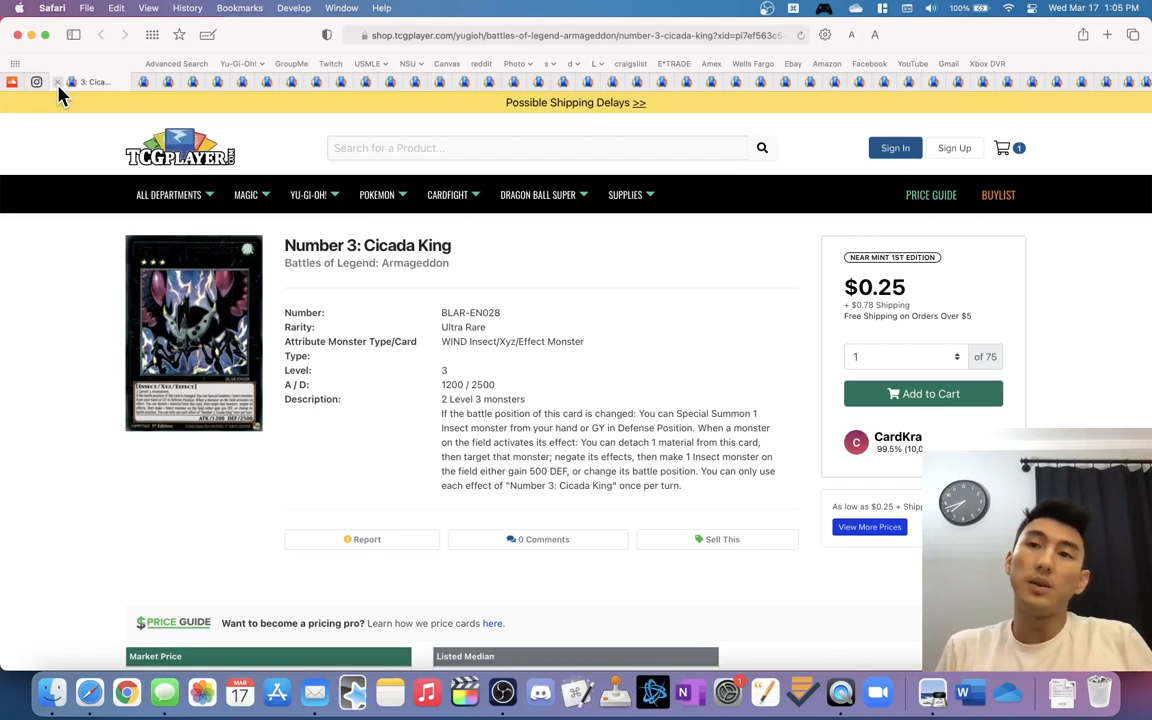 Safari File Edit View History Bookmarks Develop Window Help 100% Wed Mar 17 1:05 PM
shop.tcgplayer.com/yugioh/battles-of-legend-armageddon/number-3-cicada-king?xid=pi7ef563c5 A A
Advanced Search Yu-Gi-Oh! GroupMe Twitch USMLE NSU Canvas reddit Photo s d L craigslist E*TRADE Amex Wells Fargo Ebay Amazon Facebook YouTube Gmail Xbox DVR
3: Cica...
Possible Shipping Delays >>
TCGPLAYER.COM
Search for a Product...
Sign In
Sign Up
1
ALL DEPARTMENTS MAGIC YU-GI-OH! POKEMON CARDFIGHT DRAGON BALL SUPER SUPPLIES PRICE GUIDE BUYLIST
Number 3: Cicada King
Battles of Legend: Armageddon
Number: BLAR-EN028
Rarity: Ultra Rare
Attribute Monster Type/Card WIND Insect/Xyz/Effect Monster
Type:
Level: 3
A / D: 1200 / 2500
Description: 2 Level 3 monsters
If the battle position of this card is changed: You can Special Summon 1
Insect monster from your hand or GY in Defense Position. When a monster
on the field activates its effect: You can detach 1 material from this card,
then target that monster; negate its effects, then make 1 Insect monster on
the field either gain 500 DEF, or change its battle position. You can only use
each effect of "Number 3: Cicada King" once per turn.
Report
0 Comments
Sell This
NEAR MINT 1ST EDITION
$0.25
+ $0.78 Shipping
Free Shipping on Orders Over $5
1 of 75
Add to Cart
C CardKra
99.5% (10,0
As low as $0.25 + Ship
View More Prices
$PRICE GUIDE Want to become a pricing pro? Learn how we price cards here.
Market Price
Listed Median
MAR
17
N
1
W